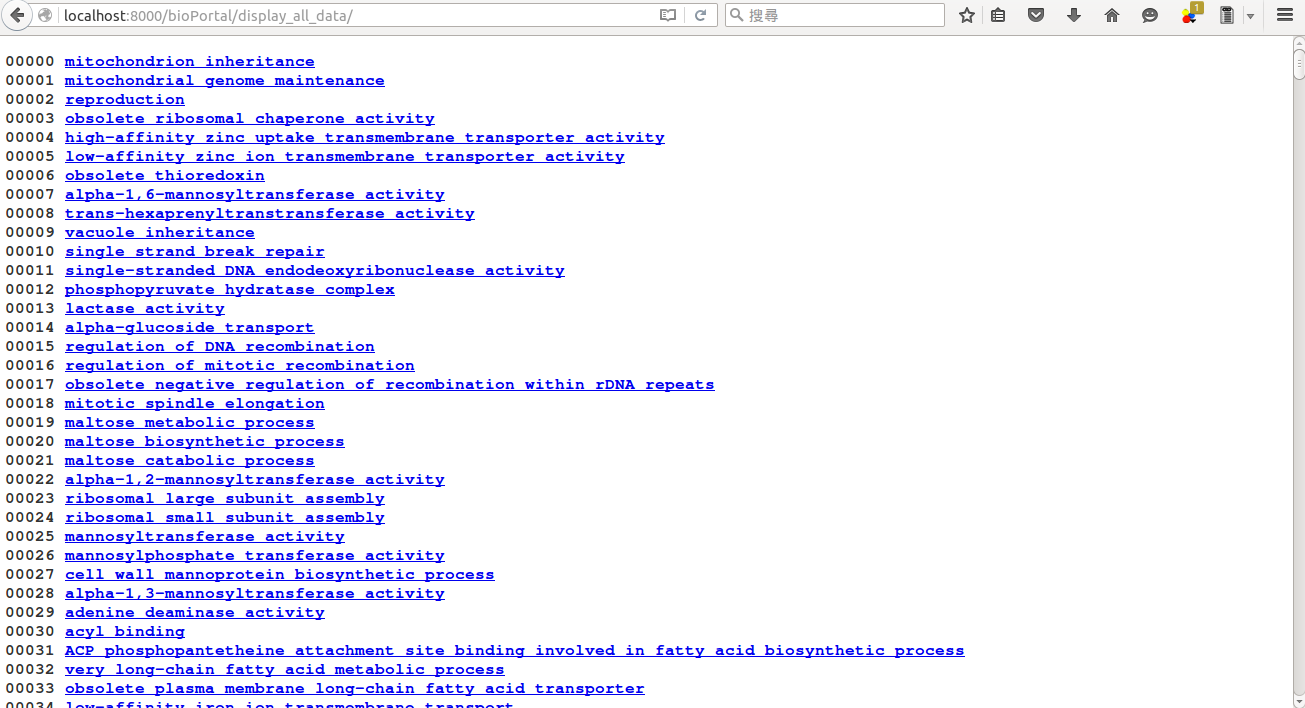 localhost:8000/bioPortal/display_all_data/
搜尋
1
00000 mitochondrion inheritance
00001 mitochondrial genome maintenance
00002 reproduction
00003 obsolete ribosomal chaperone activity
00004 high-affinity zinc uptake transmembrane transporter activity
00005 low-affinity zinc ion transmembrane transporter activity
00006 obsolete thioredoxin
00007 alpha-1,6-mannosyltransferase activity
00008 trans-hexaprenyltranstransferase activity
00009 vacuole inheritance
00010 single strand break repair
00011 single-stranded DNA endodeoxyribonuclease activity
00012 phosphopyruvate hydratase complex
00013 lactase activity
00014 alpha-glucoside transport
00015 regulation of DNA recombination
00016 regulation of mitotic recombination
00017 obsolete negative regulation of recombination within rDNA repeats
00018 mitotic spindle elongation
00019 maltose metabolic process
00020 maltose biosynthetic process
00021 maltose catabolic process
00022 alpha-1,2-mannosyltransferase activity
00023 ribosomal large subunit assembly
00024 ribosomal small subunit assembly
00025 mannosyltransferase activity
00026 mannosylphosphate transferase activity
00027 cell wall mannoprotein biosynthetic process
00028 alpha-1,3-mannosyltransferase activity
00029 adenine deaminase activity
00030 acyl binding
00031 ACP phosphopantetheine attachment site binding involved in fatty acid biosynthetic process
00032 very long-chain fatty acid metabolic process
00033 obsolete plasma membrane long-chain fatty acid transporter
00034 low-affinity iron ion transmembrane transport